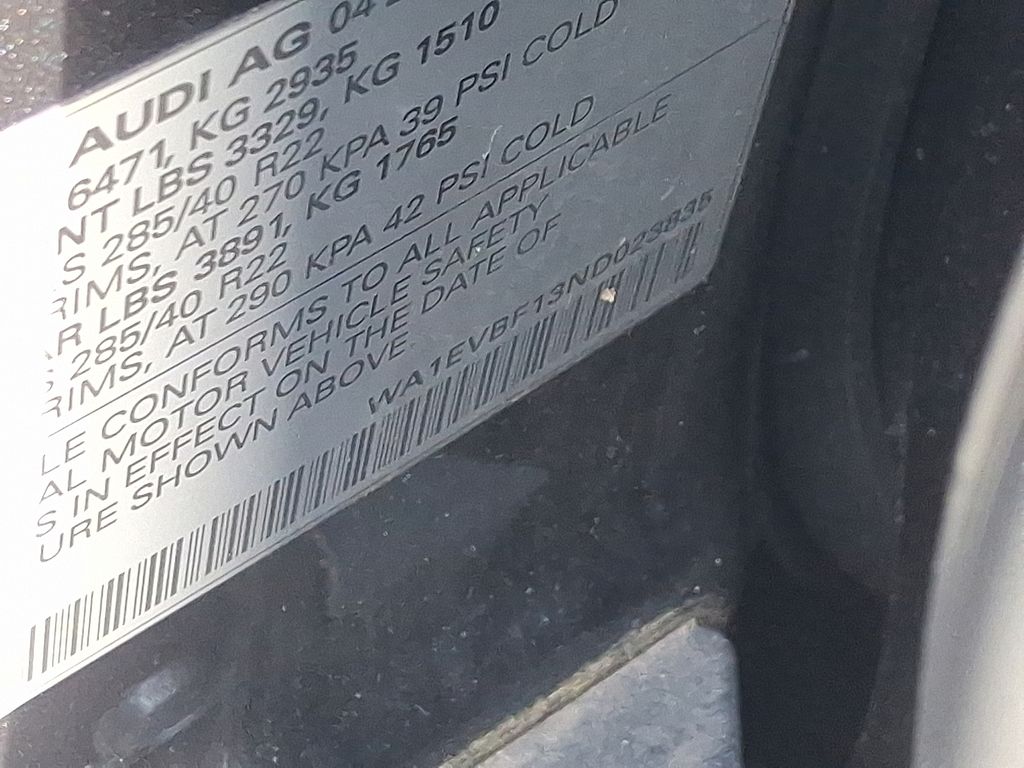 AUDI AG 04
6471, KG 2935
NT LBS 3329, KG 1510
S 285/40 R22
RIMS, AT 270 KPA 39 PSI COLD
R LBS 3891, KG 1765
285/40 R22
RIMS, AT 290 KPA 42 PSI COLD
LE CONFORMS TO ALL APPLICABLE
AL MOTOR VEHICLE SAFETY
S IN EFFECT ON THE DATE OF
URE SHOWN ABOVE
WA1EVBF13ND023835